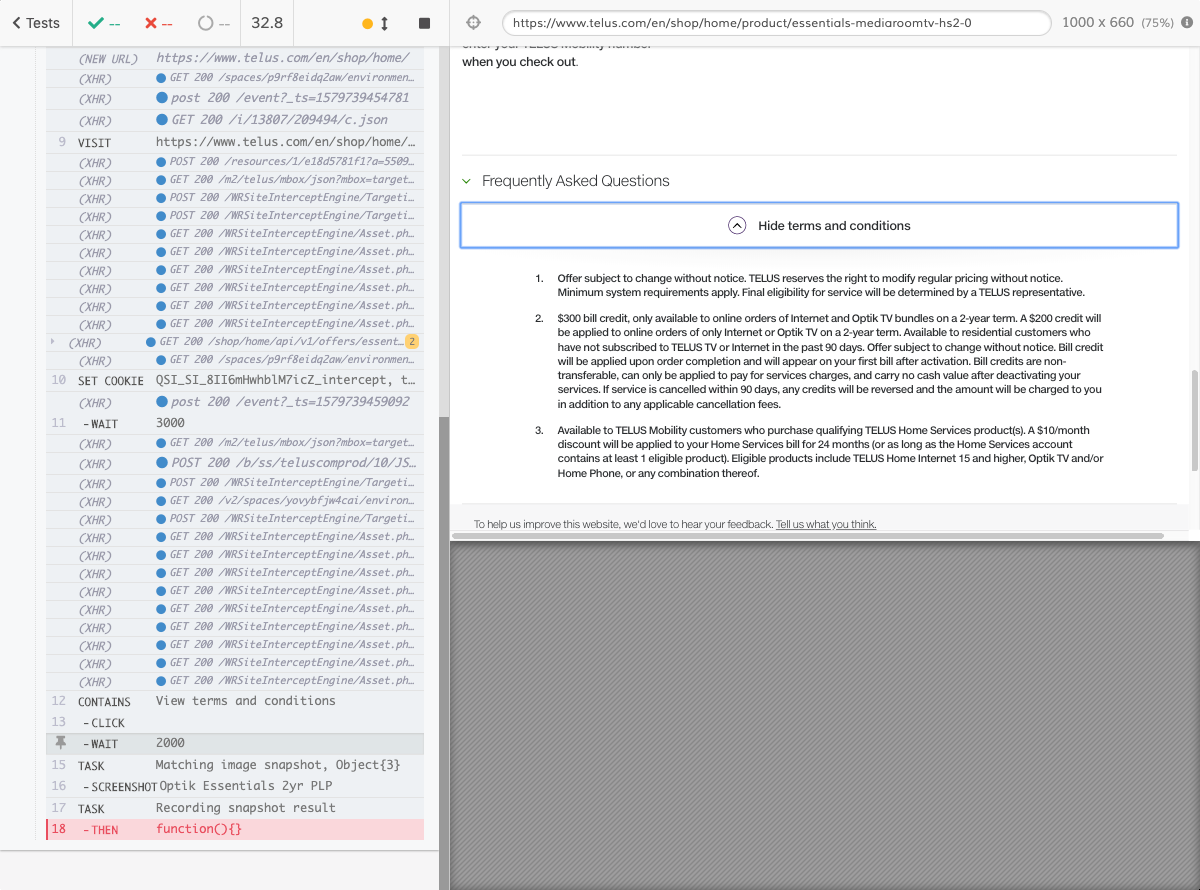 Tests -- -- -- 32.8
https://www.telus.com/en/shop/home/product/essentials-mediaroomtv-hs2-0 1000 x 660 (75%)
(NEW URL) https://www.telus.com/en/shop/home/
(XHR) GET 200 /spaces/p9rf8eidq2aw/environmen…
(XHR) post 200 /event?_ts=1579739454781
(XHR) GET 200 /i/13807/209494/c.json
9 VISIT https://www.telus.com/en/shop/home/…
(XHR) POST 200 /resources/1/e18d5781f1?a=5509…
(XHR) GET 200 /m2/telus/mbox/json?mbox=target…
(XHR) POST 200 /WRSiteInterceptEngine/Targeti…
(XHR) POST 200 /WRSiteInterceptEngine/Targeti…
(XHR) GET 200 /WRSiteInterceptEngine/Asset.ph…
(XHR) GET 200 /WRSiteInterceptEngine/Asset.ph…
(XHR) GET 200 /WRSiteInterceptEngine/Asset.ph…
(XHR) GET 200 /WRSiteInterceptEngine/Asset.ph…
(XHR) GET 200 /WRSiteInterceptEngine/Asset.ph…
(XHR) GET 200 /WRSiteInterceptEngine/Asset.ph…
(XHR) GET 200 /shop/home/api/v1/offers/essent… 2
(XHR) GET 200 /spaces/p9rf8eidq2aw/environmen…
10 SET COOKIE QSI_SI_8II6mHwhblM7icZ_intercept, t…
(XHR) post 200 /event?_ts=1579739459092
11 -WAIT 3000
(XHR) GET 200 /m2/telus/mbox/json?mbox=target…
(XHR) POST 200 /b/ss/teluscomprod/10/JS…
(XHR) POST 200 /WRSiteInterceptEngine/Targeti…
(XHR) GET 200 /v2/spaces/yovybfjw4cai/environ…
(XHR) POST 200 /WRSiteInterceptEngine/Targeti…
(XHR) GET 200 /WRSiteInterceptEngine/Asset.ph…
(XHR) GET 200 /WRSiteInterceptEngine/Asset.ph…
(XHR) GET 200 /WRSiteInterceptEngine/Asset.ph…
(XHR) GET 200 /WRSiteInterceptEngine/Asset.ph…
(XHR) GET 200 /WRSiteInterceptEngine/Asset.ph…
(XHR) GET 200 /WRSiteInterceptEngine/Asset.ph…
(XHR) GET 200 /WRSiteInterceptEngine/Asset.ph…
(XHR) GET 200 /WRSiteInterceptEngine/Asset.ph…
(XHR) GET 200 /WRSiteInterceptEngine/Asset.ph…
12 CONTAINS View terms and conditions
13 -CLICK
-WAIT 2000
15 TASK Matching image snapshot, Object{3}
16 -SCREENSHOT Optik Essentials 2yr PLP
17 TASK Recording snapshot result
18 -THEN function(){}
enter your TELUS Mobility number
when you check out.
Frequently Asked Questions
Hide terms and conditions
1. Offer subject to change without notice. TELUS reserves the right to modify regular pricing without notice.
Minimum system requirements apply. Final eligibility for service will be determined by a TELUS representative.
2. $300 bill credit, only available to online orders of Internet and Optik TV bundles on a 2-year term. A $200 credit will
be applied to online orders of only Internet or Optik TV on a 2-year term. Available to residential customers who
have not subscribed to TELUS TV or Internet in the past 90 days. Offer subject to change without notice. Bill credit
will be applied upon order completion and will appear on your first bill after activation. Bill credits are non-
transferable, can only be applied to pay for services charges, and carry no cash value after deactivating your
services. If service is cancelled within 90 days, any credits will be reversed and the amount will be charged to you
in addition to any applicable cancellation fees.
3. Available to TELUS Mobility customers who purchase qualifying TELUS Home Services product(s). A $10/month
discount will be applied to your Home Services bill for 24 months (or as long as the Home Services account
contains at least 1 eligible product). Eligible products include TELUS Home Internet 15 and higher, Optik TV and/or
Home Phone, or any combination thereof.
To help us improve this website, we'd love to hear your feedback. Tell us what you think.